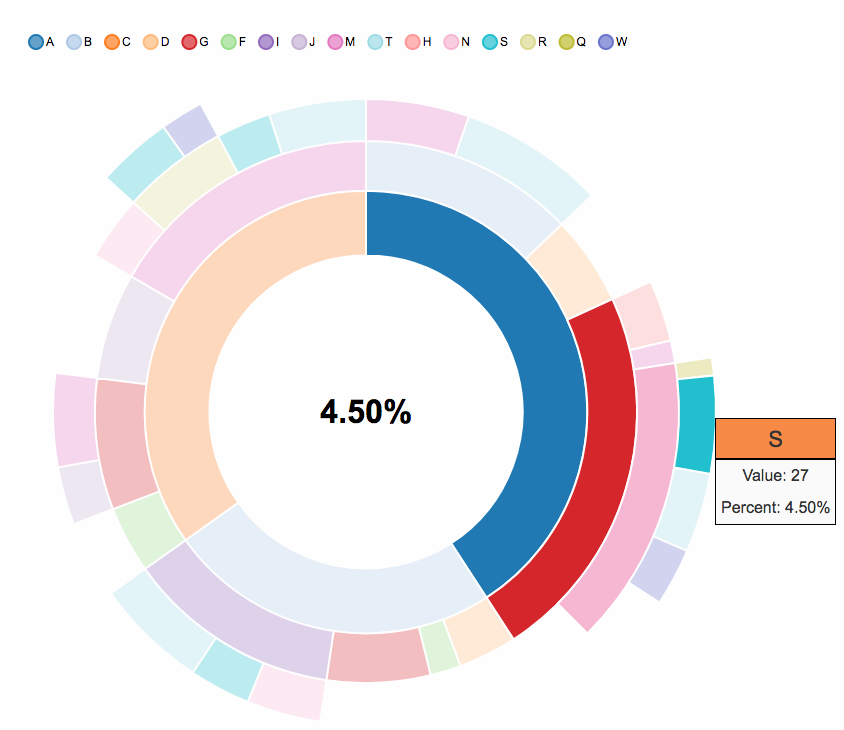 A B C D G F I J M T H N S R Q W
4.50%
S
Value: 27
Percent: 4.50%